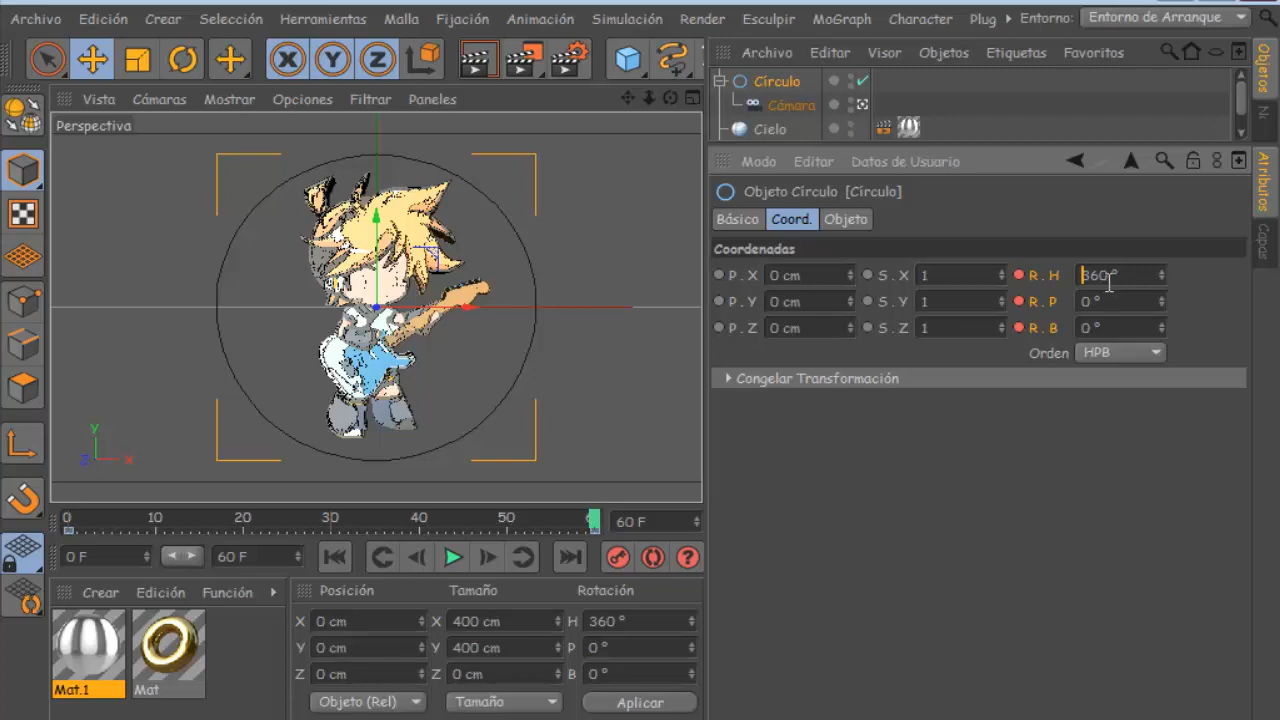 Archivo Edición Crear Selección Herramientas Malla Fijación Animación Simulación Render Esculpir MoGraph Character Plug Entorno: Entorno de Arranque
Archivo Editar Visor Objetos Etiquetas Favoritos
Objetos
Círculo
Cámara
Cielo
Vista Cámaras Mostrar Opciones Filtrar Paneles
Perspectiva
Modo Editar Datos de Usuario
Atributos
Capas
Objeto Círculo [Círculo]
Básico Coord. Objeto
Coordenadas
P . X 0 cm S . X 1 R . H 360 °
P . Y 0 cm S . Y 1 R . P 0 °
P . Z 0 cm S . Z 1 R . B 0 °
Orden HPB
Congelar Transformación
Y
Z X
0 10 20 30 40 50 60 F
0 F 60 F
Crear Edición Función
Mat.1 Mat
Posición Tamaño Rotación
X 0 cm X 400 cm H 360 °
Y 0 cm Y 400 cm P 0 °
Z 0 cm Z 0 cm B 0 °
Objeto (Rel) Tamaño Aplicar